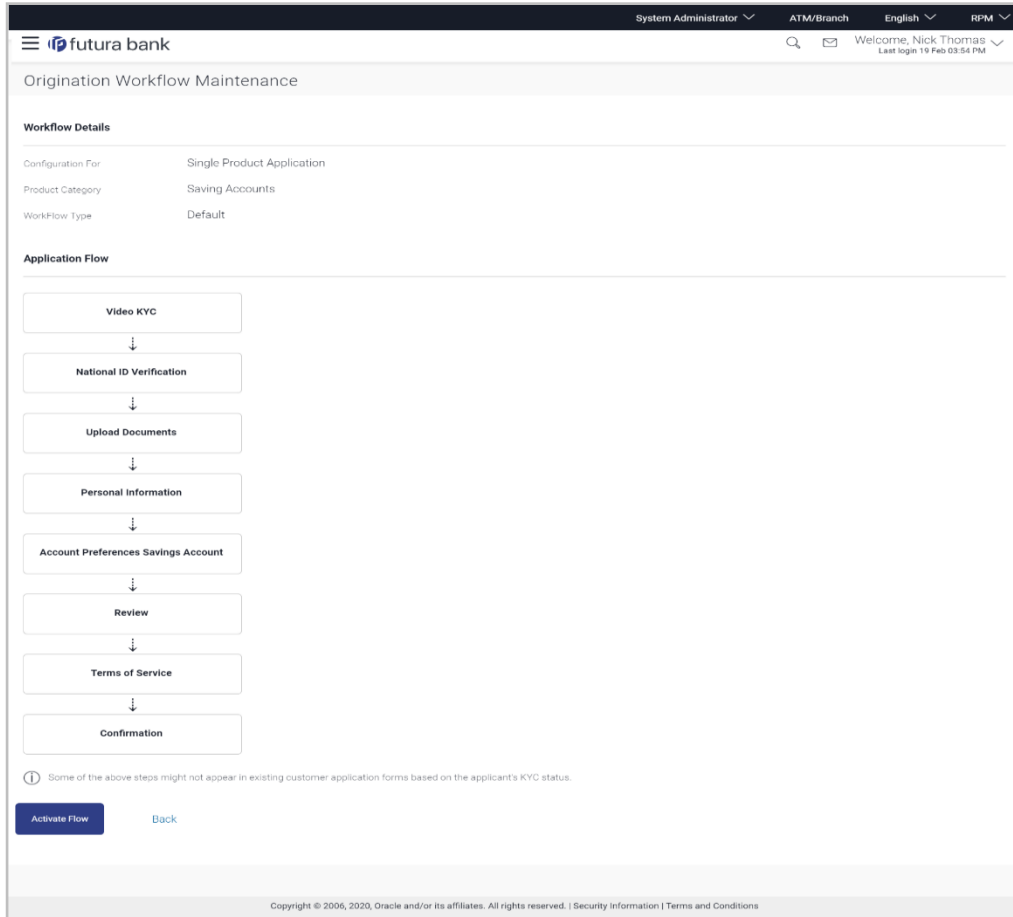 System Administrator ATM/Branch English RPM
futura bank Welcome, Nick Thomas
Last login 19 Feb 03:54 PM
Origination Workflow Maintenance
Workflow Details
Configuration For Single Product Application
Product Category Saving Accounts
WorkFlow Type Default
Application Flow
Video KYC
National ID Verification
Upload Documents
Personal Information
Account Preferences Savings Account
Review
Terms of Service
Confirmation
Some of the above steps might not appear in existing customer application forms based on the applicant's KYC status.
Activate Flow Back
Copyright © 2006, 2020, Oracle and/or its affiliates. All rights reserved. | Security Information | Terms and Conditions